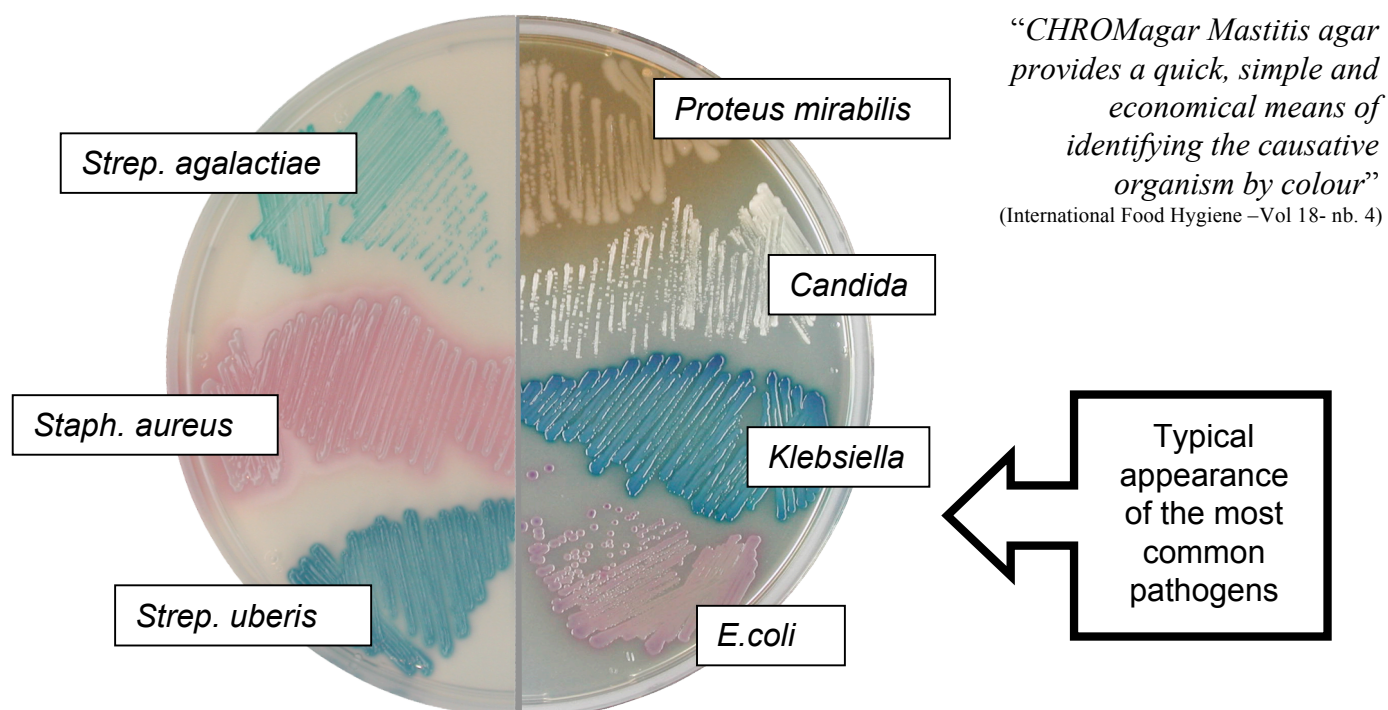 “CHROMagar Mastitis agar
provides a quick, simple and
economical means of
identifying the causative
organism by colour”
(International Food Hygiene –Vol 18- nb. 4)
Strep. agalactiae
Staph. aureus
Strep. uberis
Proteus mirabilis
Candida
Klebsiella
E.coli
Typical
appearance
of the most
common
pathogens